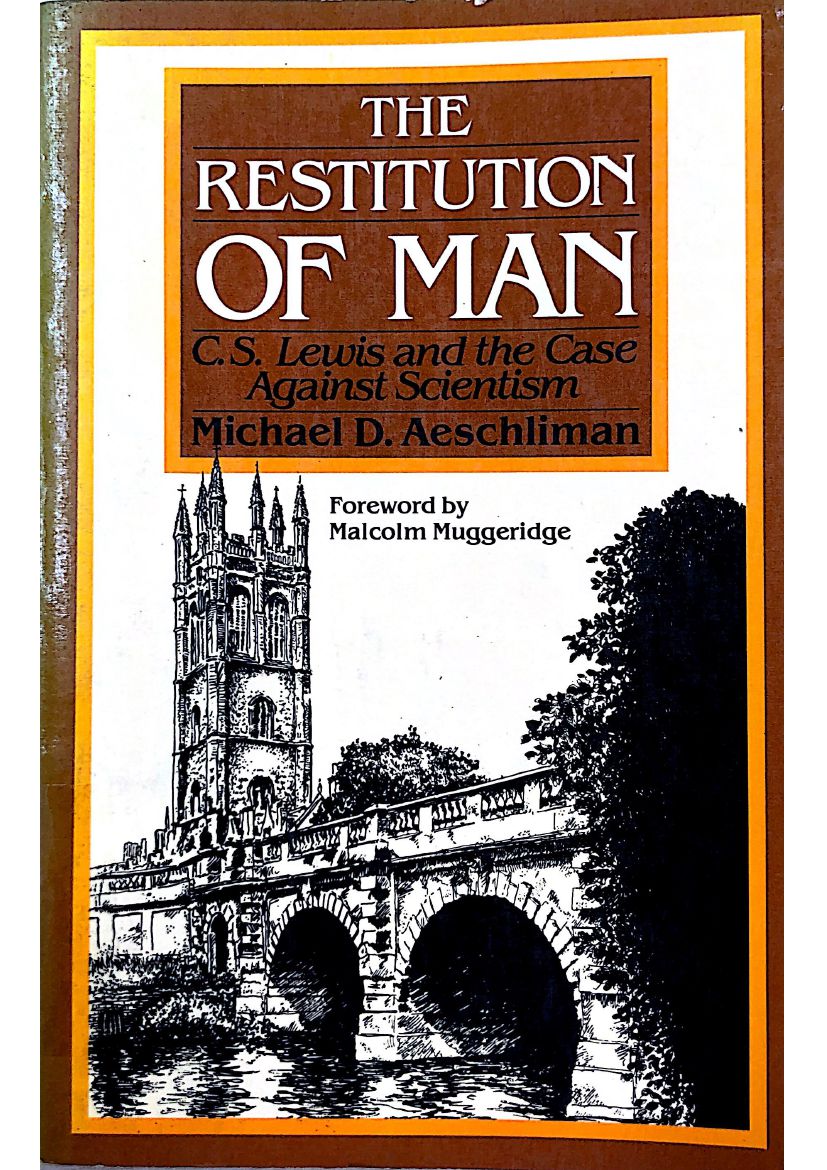 THE
RESTITUTION
OF MAN
C.S. Lewis and the Case
Against Scientism
Michael D. Aeschliman
Foreword by
Malcolm Muggeridge